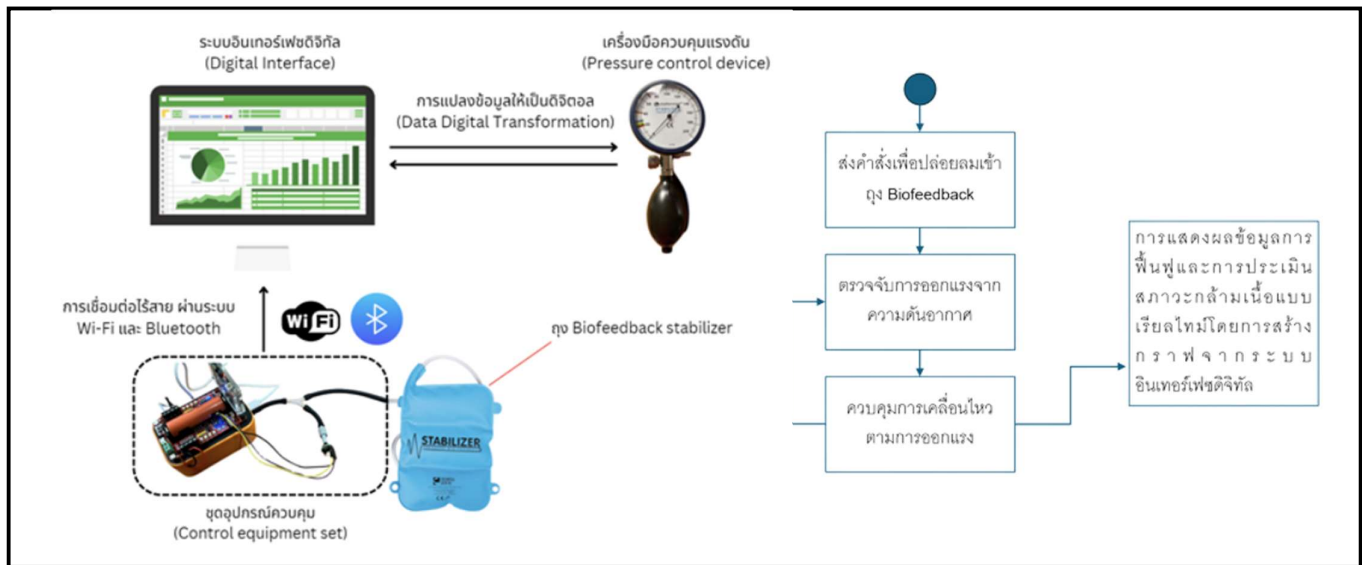 ระบบอินเทอร์เฟซดิจิทัล
(Digital Interface)
เครื่องมือควบคุมแรงดัน
(Pressure control device)
การแปลงข้อมูลให้เป็นดิจิตอล
(Data Digital Transformation)
การเชื่อมต่อไร้สาย ผ่านระบบ
Wi-Fi และ Bluetooth
Wi Fi
ถุง Biofeedback stabilizer
STABILIZER
ชุดอุปกรณ์ควบคุม
(Control equipment set)
ส่งคำสั่งเพื่อปล่อยลมเข้า
ถุง Biofeedback
ตรวจจับการออกแรงจาก
ความดันอากาศ
ควบคุมการเคลื่อนไหว
ตามการออกแรง
การแสดงผลข้อมูลการ
ฟื้นฟูและการประเมิน
สภาวะกล้ามเนื้อแบบ
เรียลไทม์โดยการสร้าง
กราฟจากระบบ
อินเทอร์เฟซดิจิทัล